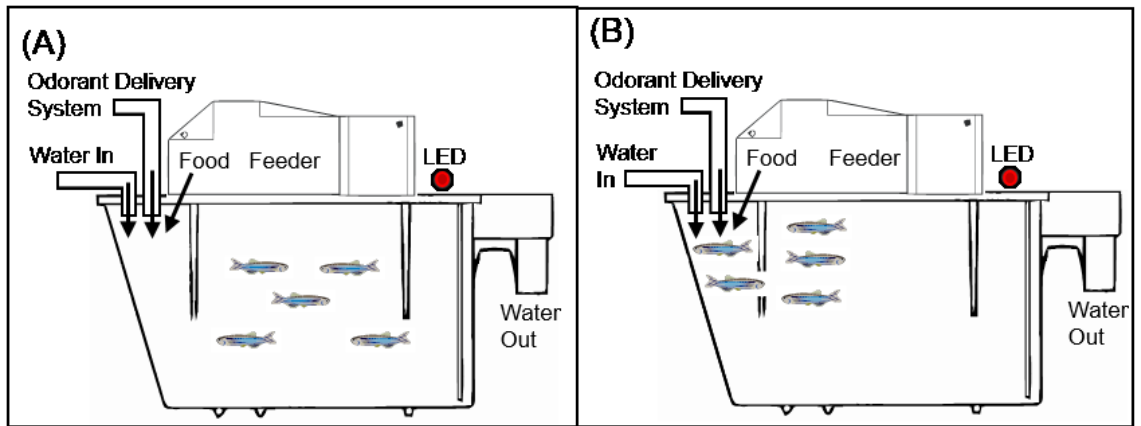 (A)
Odorant Delivery
System
Water In
Food Feeder
LED
Water
Out
(B)
Odorant Delivery
System
Water
In
Food Feeder
LED
Water
Out